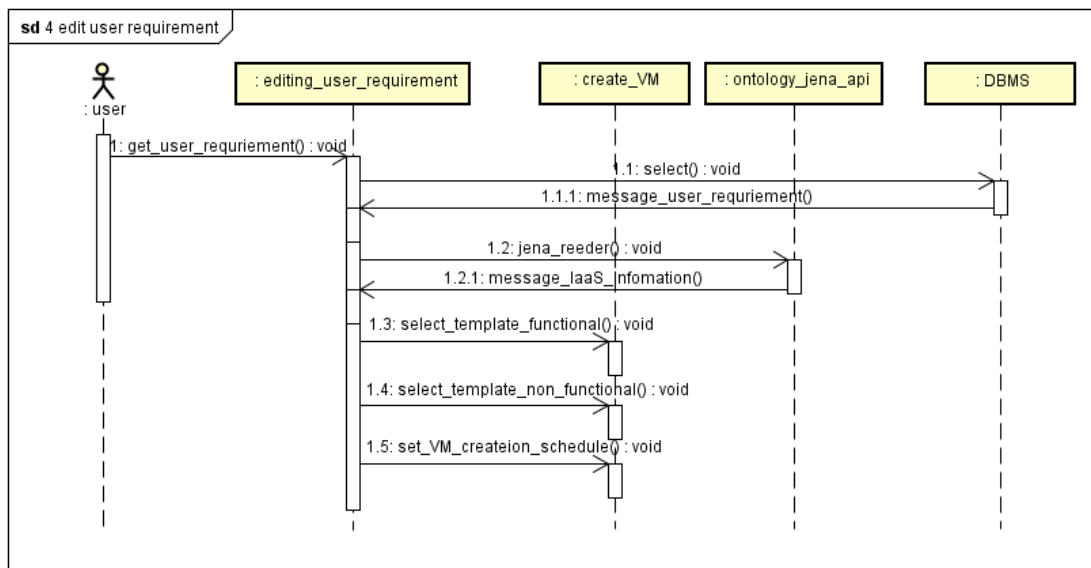 sd 4 edit user requirement
: user
: editing_user_requirement
: create_VM
: ontology_jena_api
: DBMS
1: get_user_requriement() : void
1.1: select() : void
1.1.1: message_user_requriement()
1.2: jena_reeder() : void
1.2.1: message_IaaS_infomation()
1.3: select_template_functional() : void
1.4: select_template_non_functional() : void
1.5: set_VM_createion_schedule() : void